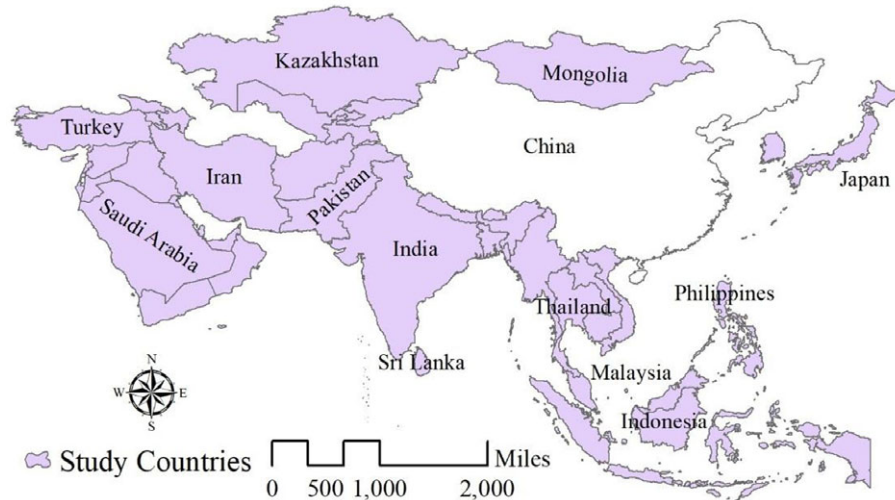 Kazakhstan
Mongolia
Turkey
China
Iran
Pakistan
Japan
Saudi Arabia
India
Thailand
Philippines
Sri Lanka
Malaysia
Indonesia
N
W E
S
Study Countries
Miles
0 500 1,000 2,000